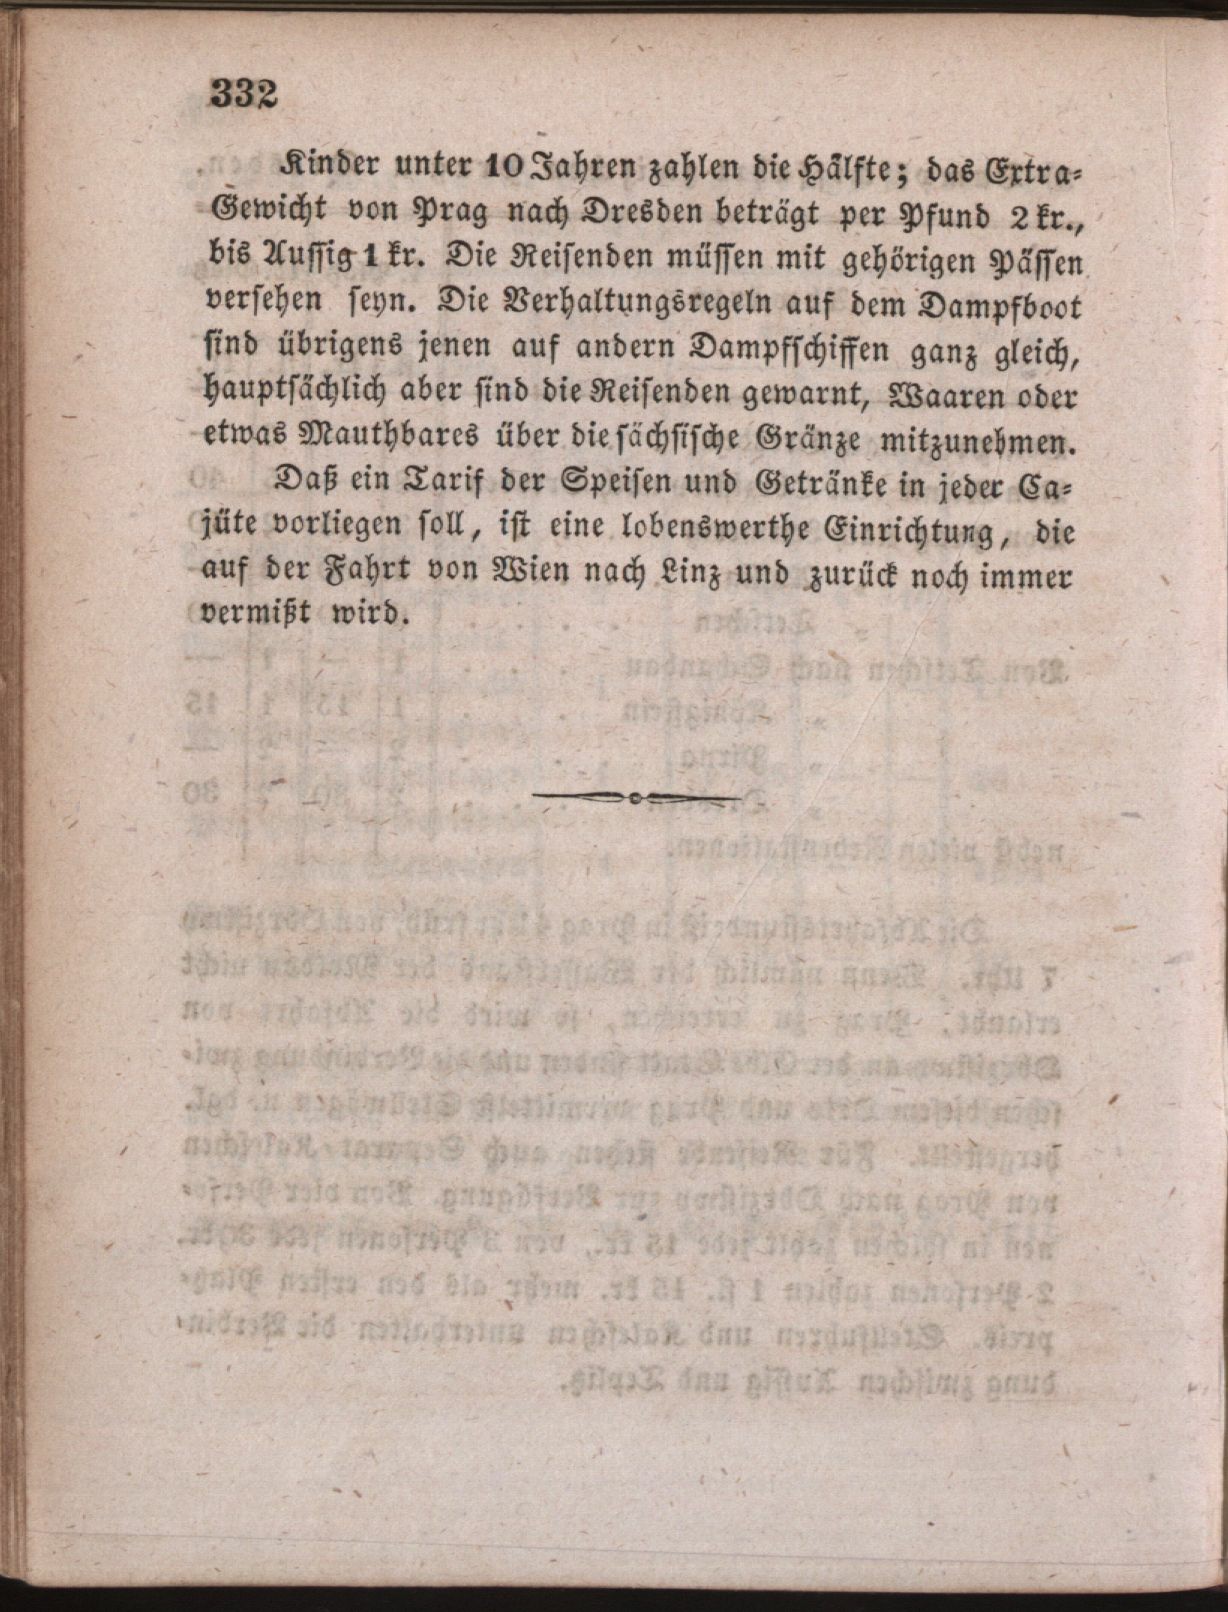 332
Kinder unter 10 Jahren zahlen die Hälfte; das Extra-
Gewicht von Prag nach Dresden beträgt per Pfund 2 kr.,
bis Aussig 1 kr. Die Reisenden müssen mit gehörigen Pässen
versehen seyn. Die Verhaltungsregeln auf dem Dampfboot
sind übrigens jenen auf andern Dampfschiffen ganz gleich,
hauptsächlich aber sind die Reisenden gewarnt, Waaren oder
etwas Mauthbares über die sächsische Gränze mitzunehmen.
Daß ein Tarif der Speisen und Getränke in jeder Ca-
jüte vorliegen soll, ist eine lobenswerthe Einrichtung, die
auf der Fahrt von Wien nach Linz und zurück noch immer
vermißt wird.